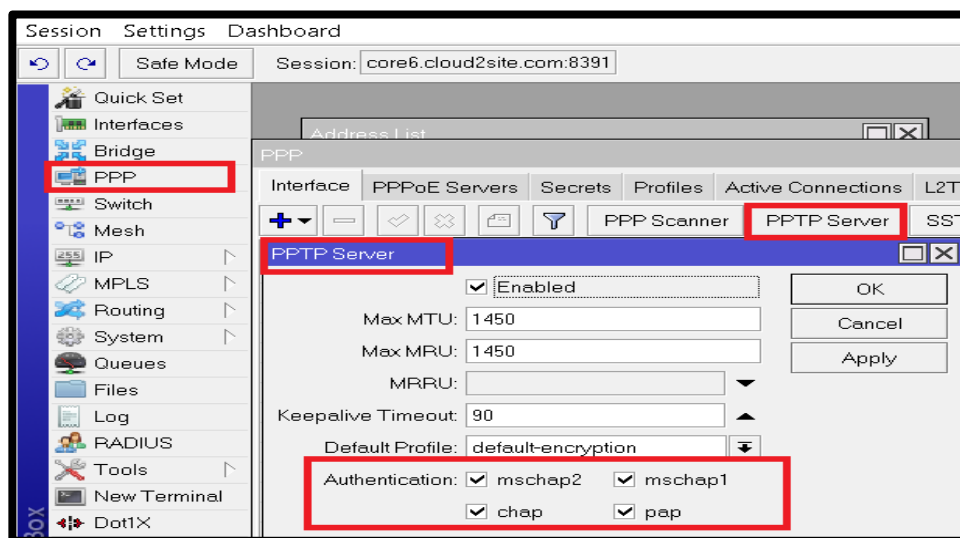 Session Settings Dashboard
Safe Mode Session: core6.cloud2site.com:8391
Quick Set
Interfaces
Bridge
PPP
Switch
Mesh
IP
MPLS
Routing
System
Queues
Files
Log
RADIUS
Tools
New Terminal
Dot1X
Box
Address List
PPP
Interface PPPoE Servers Secrets Profiles Active Connections L2T
PPP Scanner PPTP Server SST
PPTP Server
Enabled
Max MTU: 1450
Max MRU: 1450
MRRU:
Keepalive Timeout: 90
Default Profile: default-encryption
Authentication: mschap2 mschap1
chap pap
OK
Cancel
Apply